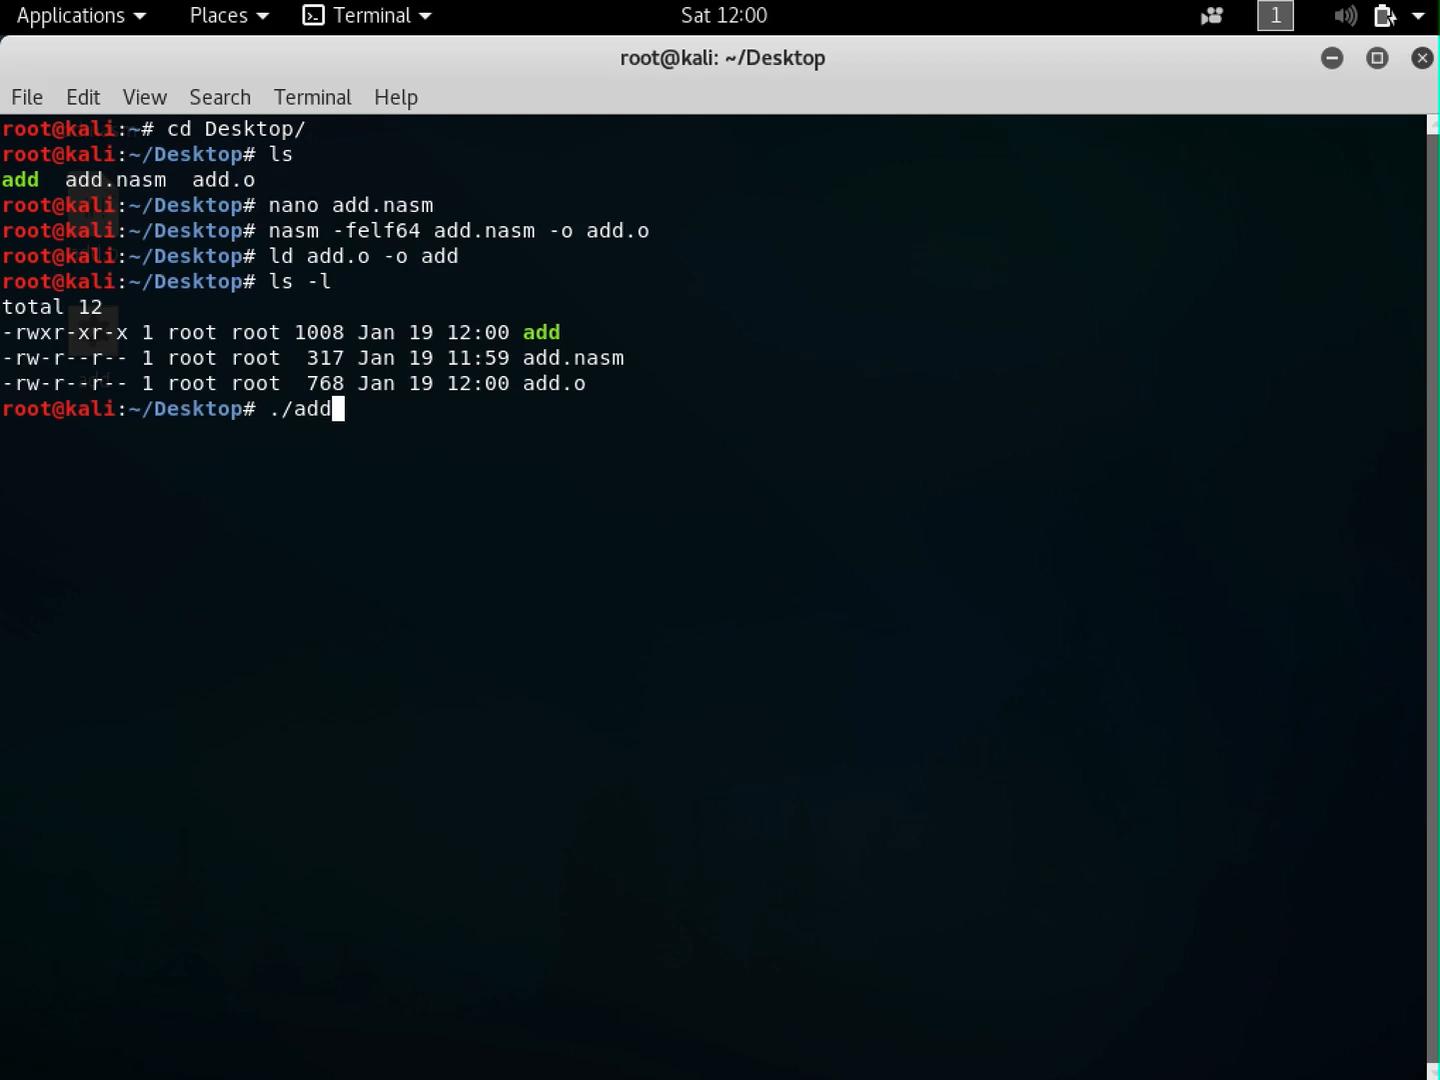 Applications Places Terminal Sat 12:00 1
root@kali: ~/Desktop
File Edit View Search Terminal Help
root@kali:~# cd Desktop/
root@kali:~/Desktop# ls
add  add.nasm  add.o
root@kali:~/Desktop# nano add.nasm
root@kali:~/Desktop# nasm -felf64 add.nasm -o add.o
root@kali:~/Desktop# ld add.o -o add
root@kali:~/Desktop# ls -l
total 12
-rwxr-xr-x 1 root root 1008 Jan 19 12:00 add
-rw-r--r-- 1 root root  317 Jan 19 11:59 add.nasm
-rw-r--r-- 1 root root  768 Jan 19 12:00 add.o
root@kali:~/Desktop# ./add